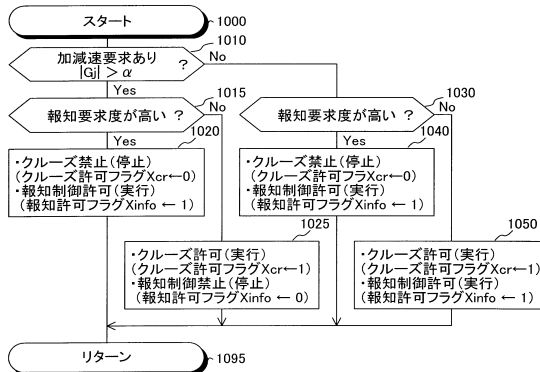 スタート
1000
加減速要求あり
|Gj| > α
?
1010
No
Yes
報知要求度が高い ?
1015
No
Yes
報知要求度が高い ?
1030
No
Yes
1020
・クルーズ禁止(停止)
(クルーズ許可フラグXcr←0)
・報知制御許可(実行)
(報知許可フラグXinfo ← 1)
1040
・クルーズ禁止(停止)
(クルーズ許可フラXcr←0)
・報知制御許可(実行)
(報知許可フラグXinfo ← 1)
1025
・クルーズ許可(実行)
(クルーズ許可フラグXcr←1)
・報知制御禁止(停止)
(報知許可フラグXinfo ← 0)
1050
・クルーズ許可(実行)
(クルーズ許可フラグXcr←1)
・報知制御許可(実行)
(報知許可フラグXinfo ← 1)
リターン
1095